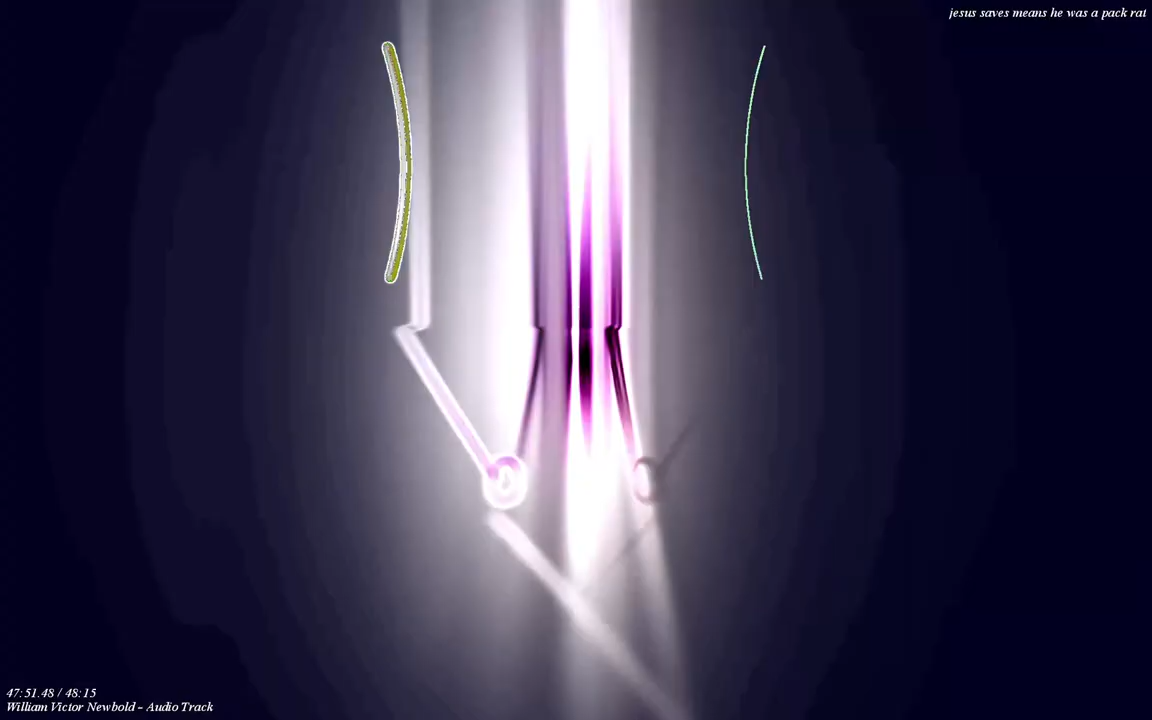 jesus saves means he was a pack rat
47:51.48 / 48:15
William Victor Newbold - Audio Track